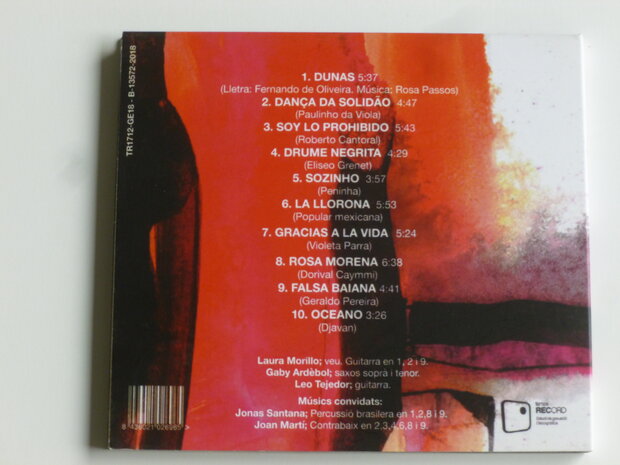 TR1712-GE18 - B-13572-2018
1. DUNAS 5:37
(Lletra: Fernando de Oliveira. Música: Rosa Passos)
2. DANÇA DA SOLIDÃO 4:47
(Paulinho da Viola)
3. SOY LO PROHIBIDO 5:43
(Roberto Cantoral)
4. DRUME NEGRITA 4:29
(Eliseo Grenet)
5. SOZINHO 3:57
(Peninha)
6. LA LLORONA 5:53
(Popular mexicana)
7. GRACIAS A LA VIDA 5:24
(Violeta Parra)
8. ROSA MORENA 6:38
(Dorival Caymmi)
9. FALSA BAIANA 4:41
(Geraldo Pereira)
10. OCEANO 3:26
(Djavan)
Laura Morillo; veu. Guitarra en 1, 2 i 9.
Gaby Ardèbol; saxos soprà i tenor.
Leo Tejedor; guitarra.
Músics convidats:
Jonas Santana; Percussió brasilera en 1,2,8 i 9.
Joan Martí; Contrabaix en 2,3,4,6,8 i 9.
8 436021 026985 >
temps
RECORD